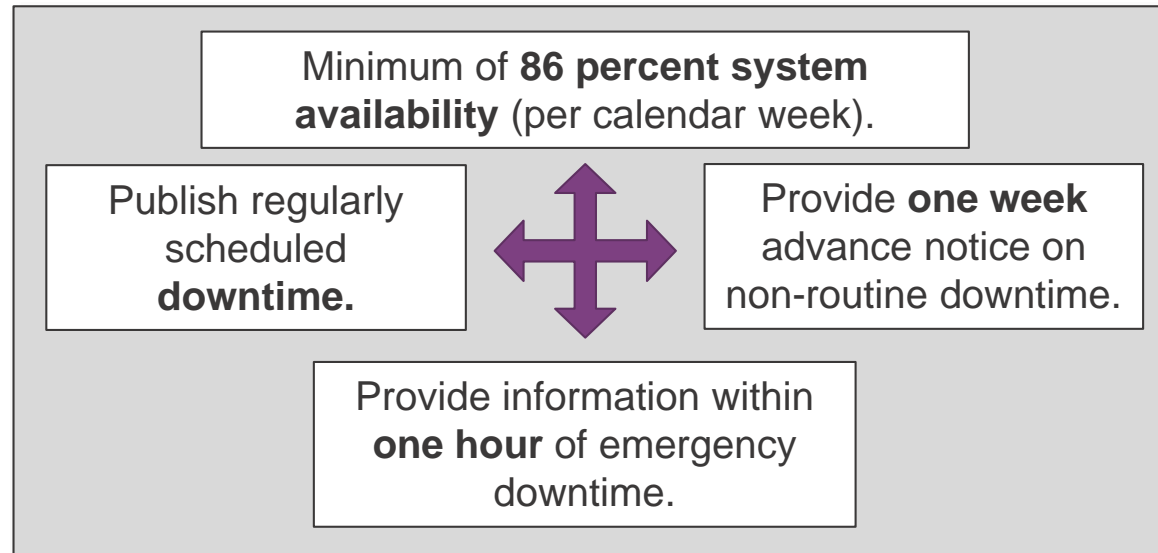 Minimum of 86 percent system
availability (per calendar week).
Publish regularly
scheduled
downtime.
Provide one week
advance notice on
non-routine downtime.
Provide information within
one hour of emergency
downtime.